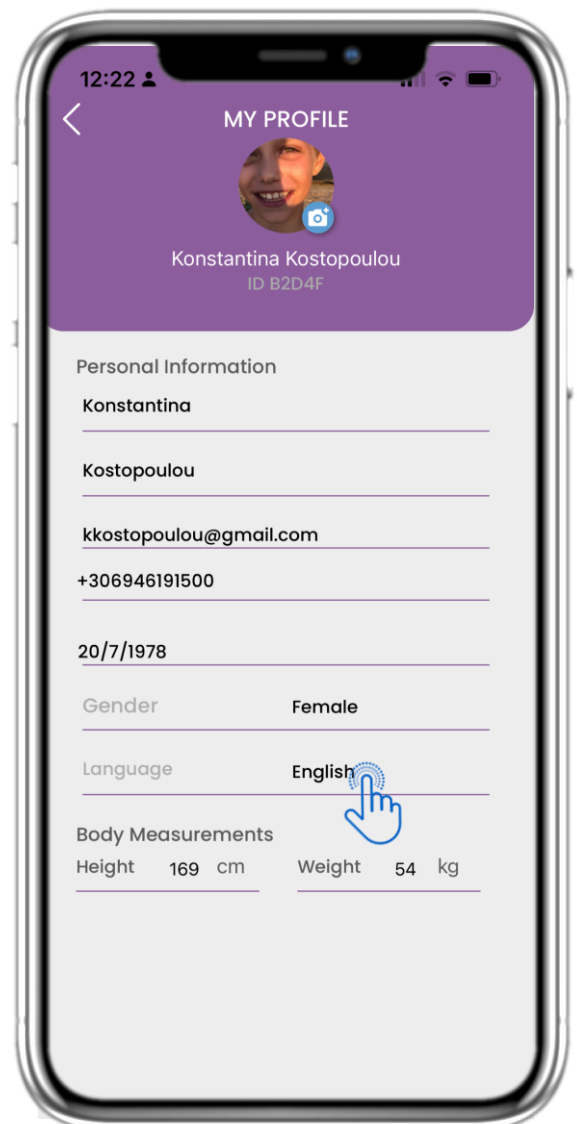 12:22
MY PROFILE
Konstantina Kostopoulou
ID B2D4F
Personal Information
Konstantina
Kostopoulou
kkostopoulou@gmail.com
+306946191500
20/7/1978
Gender Female
Language English
Body Measurements
Height 169 cm Weight 54 kg